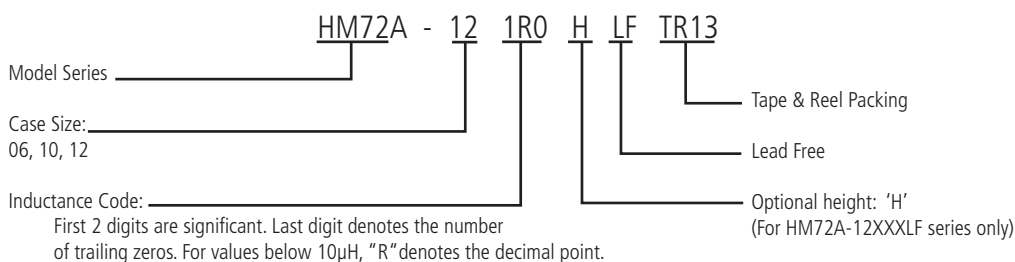 HM72A - 12 1R0 H LF TR13
Model Series
Tape & Reel Packing
Case Size:
06, 10, 12
Lead Free
Inductance Code:
First 2 digits are significant. Last digit denotes the number
of trailing zeros. For values below 10µH, "R"denotes the decimal point.
Optional height: 'H'
(For HM72A-12XXXLF series only)